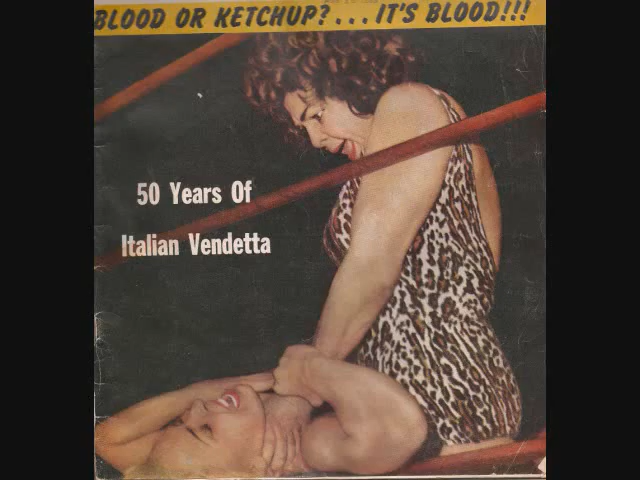 BLOOD OR KETCHUP?...IT'S BLOOD!!!
50 Years Of
Italian Vendetta